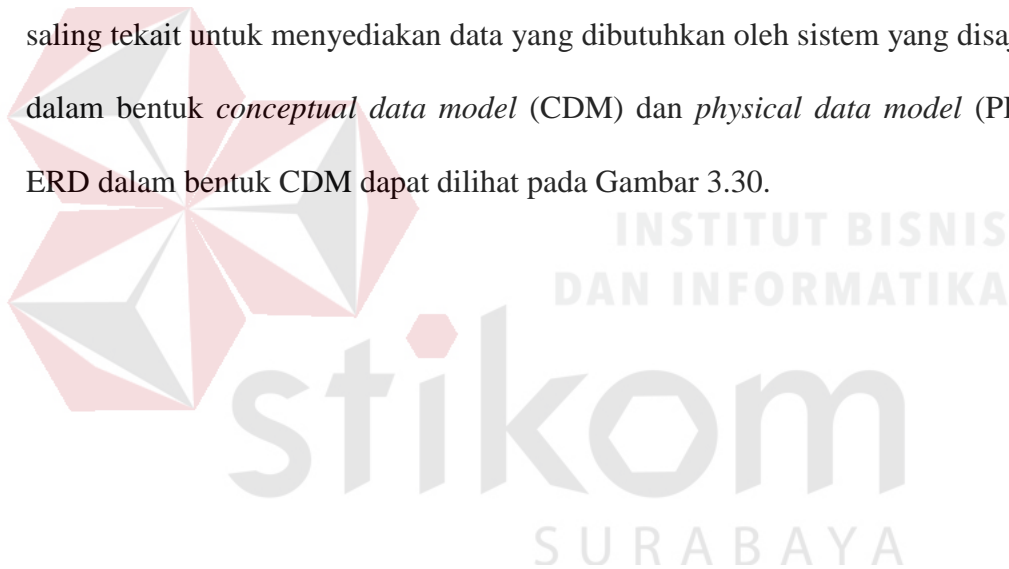 saling tekait untuk menyediakan data yang dibutuhkan oleh sistem yang
dalam bentuk conceptual data model (CDM) dan physical data model
ERD dalam bentuk CDM dapat dilihat pada Gambar 3.30.
INSTITUT BISNIS
DAN INFORMATIKA
stikom
SURABAYA